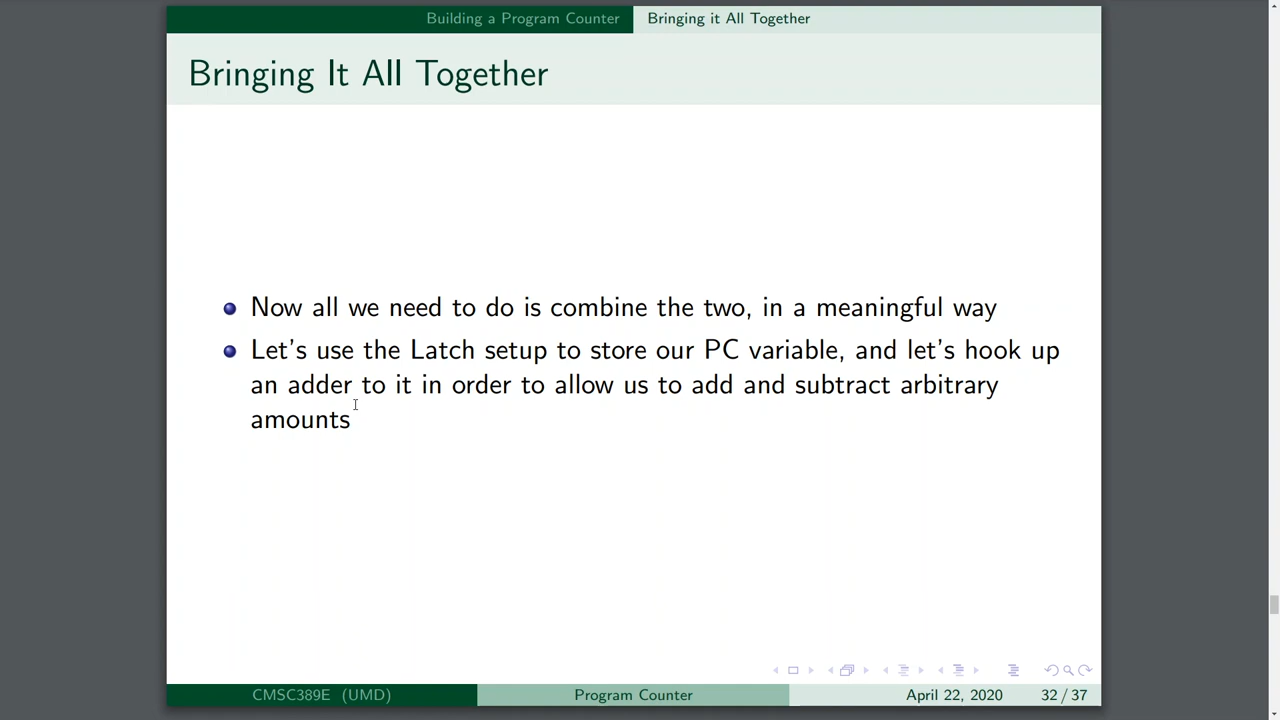 Building a Program Counter Bringing it All Together
Bringing It All Together
Now all we need to do is combine the two, in a meaningful way
Let's use the Latch setup to store our PC variable, and let's hook up
an adder to it in order to allow us to add and subtract arbitrary
amounts
CMSC389E (UMD) Program Counter April 22, 2020 32 / 37